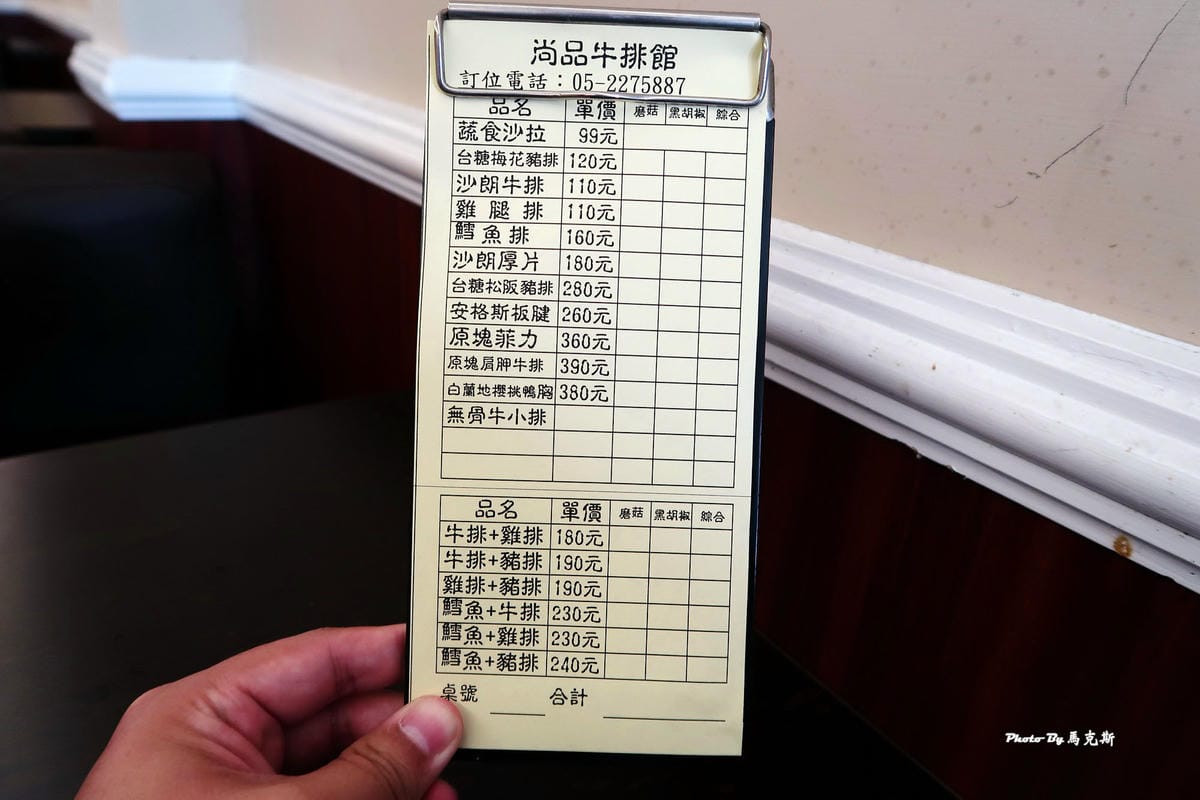 尚品牛排館
訂位電話：05-2275887
品名 單價 磨菇 黑胡椒 綜合
蔬食沙拉 99元
台糖梅花豬排 120元
沙朗牛排 110元
雞腿排 110元
鱈魚排 160元
沙朗厚片 180元
台糖松阪豬排 280元
安格斯板腱 260元
原塊菲力 360元
原塊肩胛牛排 390元
白蘭地櫻桃鴨胸 380元
無骨牛小排
品名 單價 磨菇 黑胡椒 綜合
牛排+雞排 180元
牛排+豬排 190元
雞排+豬排 190元
鱈魚+牛排 230元
鱈魚+雞排 230元
鱈魚+豬排 240元
桌號 合計
Photo By 馬克斯